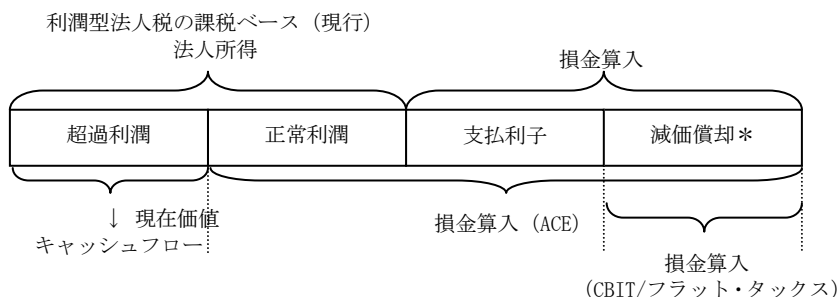 利潤型法人税の課税ベース（現行）
法人所得
損金算入
超過利潤
正常利潤
支払利子
減価償却＊
↓ 現在価値
キャッシュフロー
損金算入（ACE）
損金算入
（CBIT/フラット・タックス）